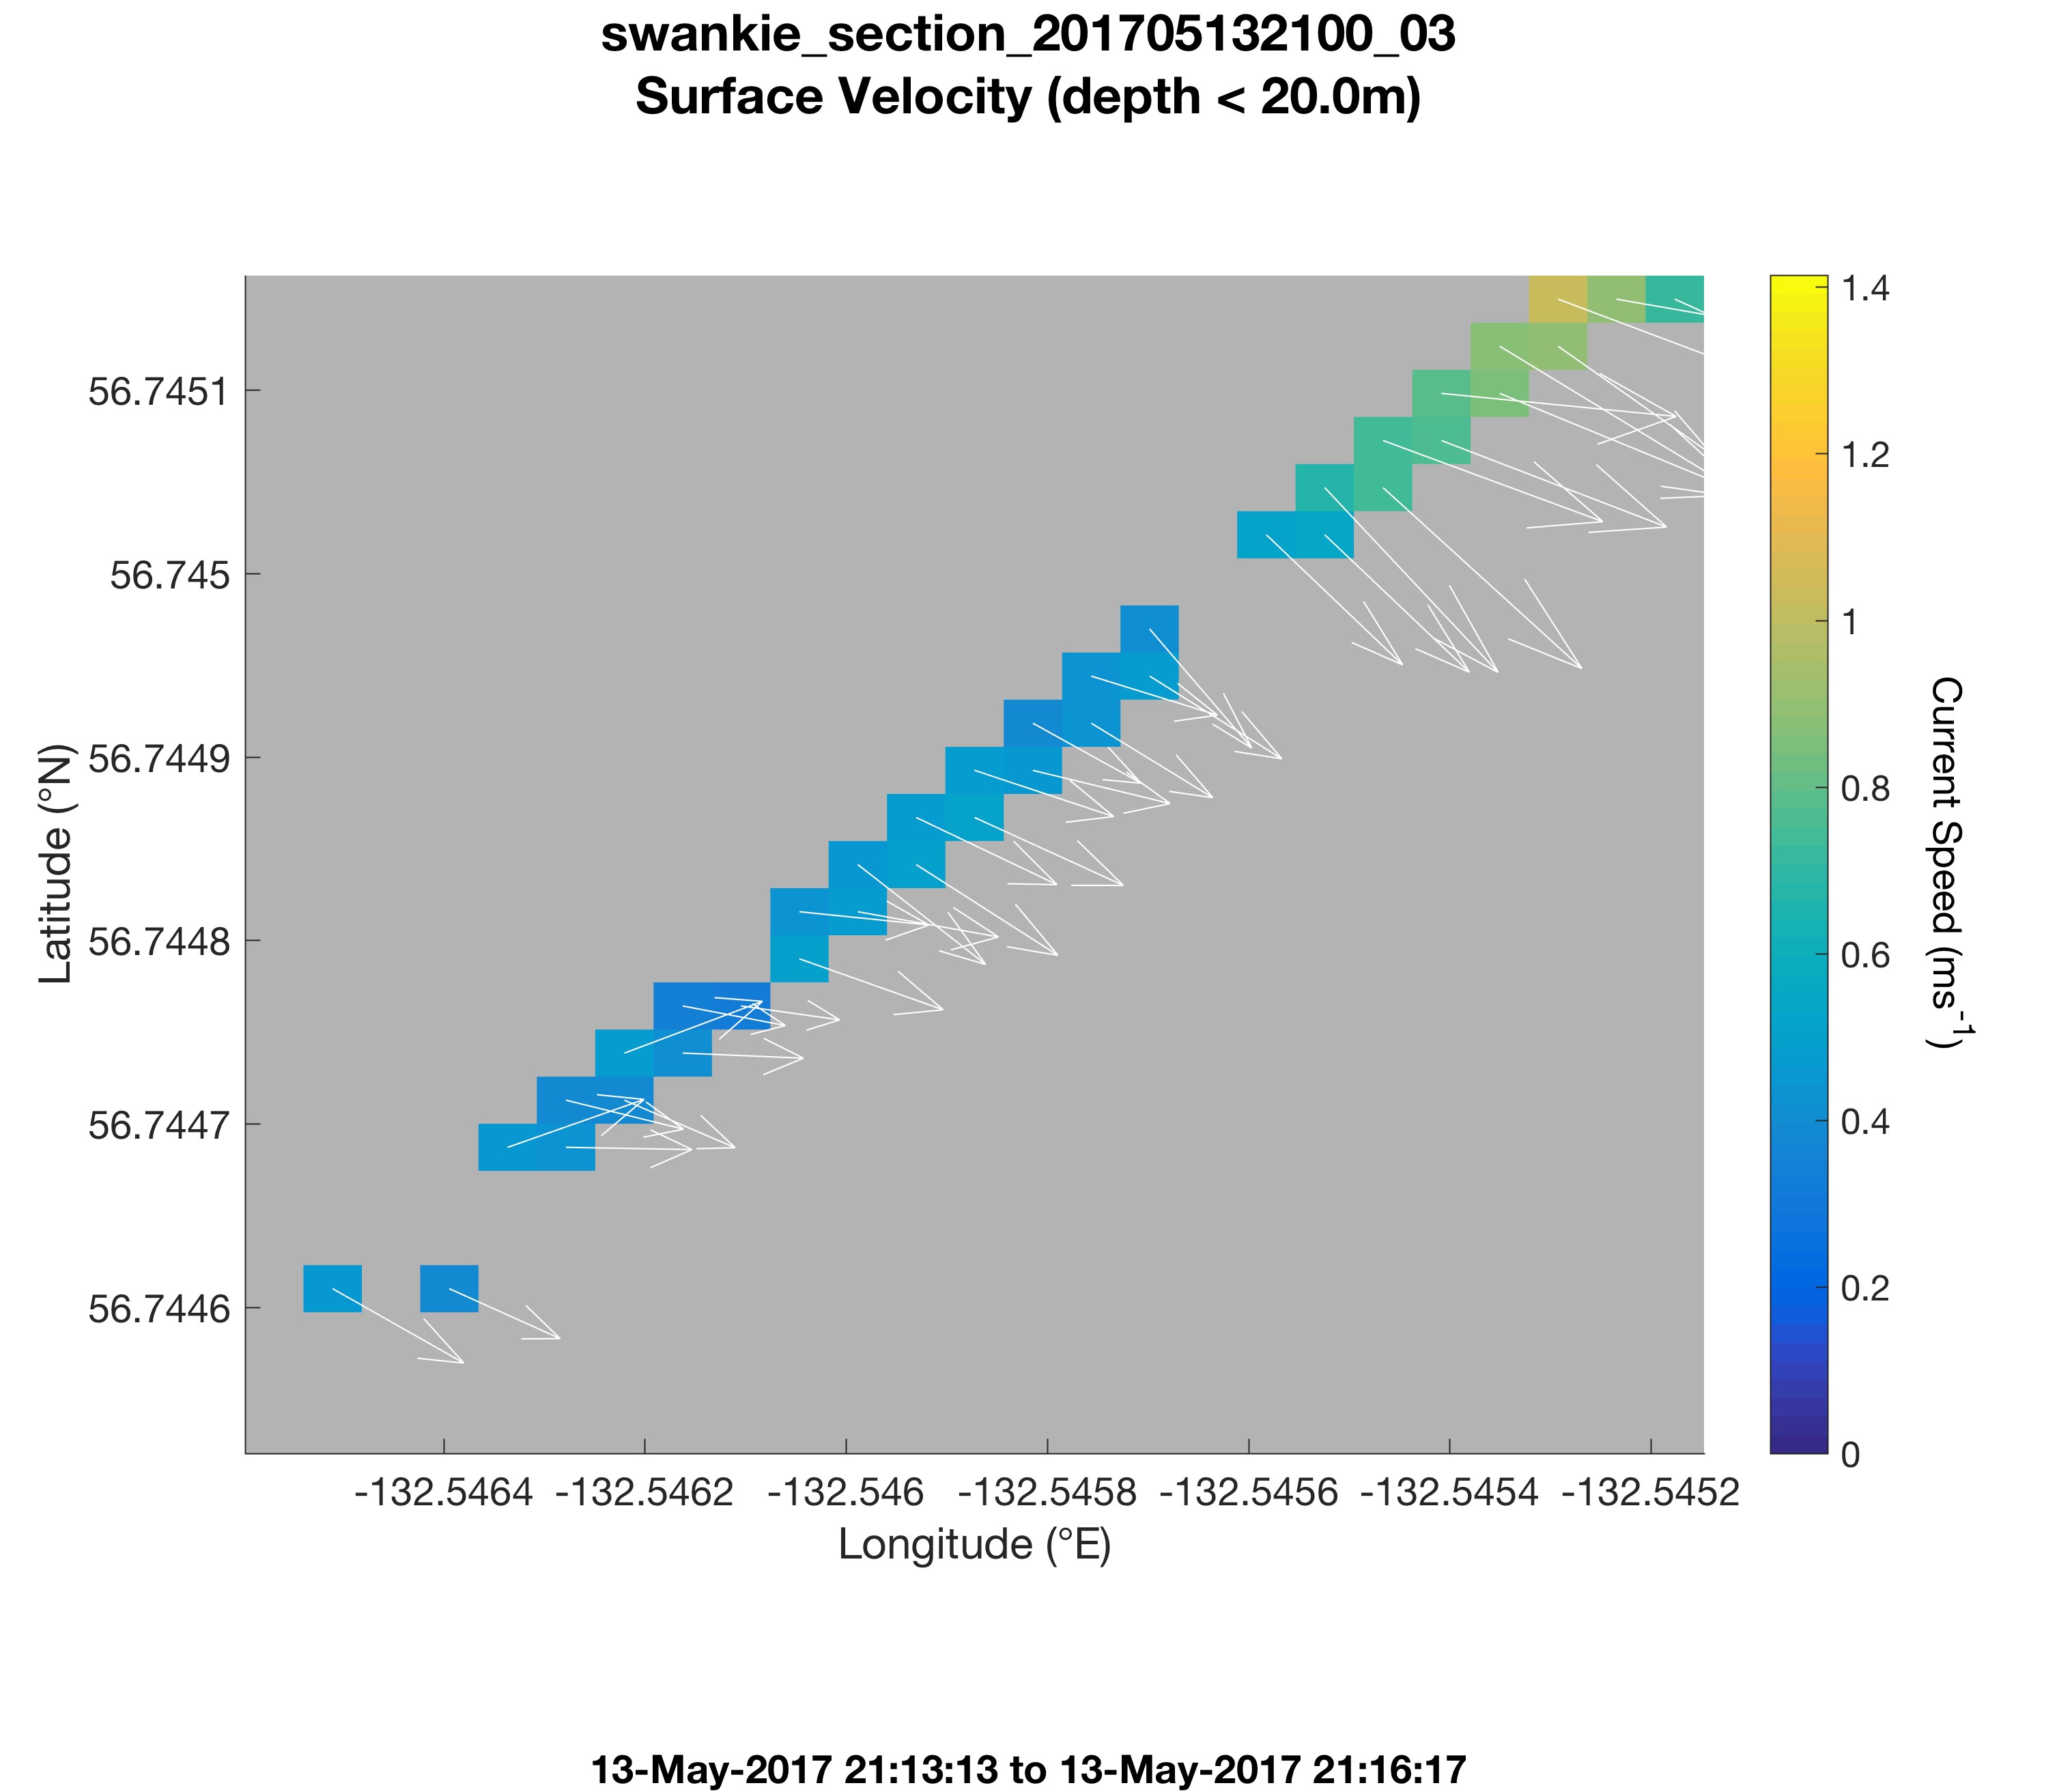 swankie_section_201705132100_03
Surface Velocity (depth < 20.0m)
56.7451
56.745
56.7449
56.7448
56.7447
56.7446
Latitude (°N)
-132.5464 -132.5462 -132.546 -132.5458 -132.5456 -132.5454 -132.5452
Longitude (°E)
1.4
1.2
1
0.8
0.6
0.4
0.2
0
Current Speed (ms⁻¹)
13-May-2017 21:13:13 to 13-May-2017 21:16:17